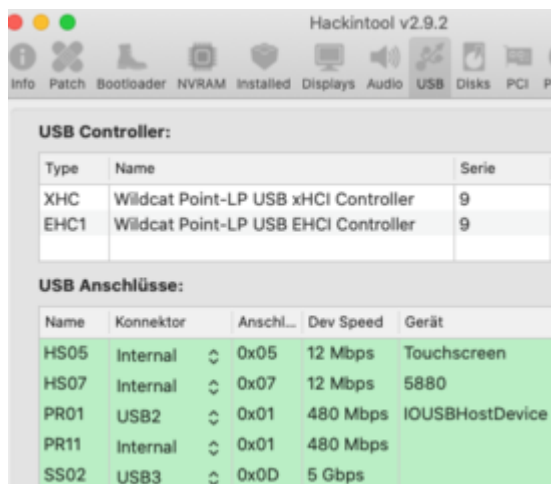 Hackintool v2.9.2
Info Patch Bootloader NVRAM Installed Displays Audio USB Disks PCI
USB Controller:
Type Name Serie
XHC Wildcat Point-LP USB xHCI Controller 9
EHC1 Wildcat Point-LP USB EHCI Controller 9
USB Anschlüsse:
Name Konnektor Anschl... Dev Speed Gerät
HS05 Internal 0x05 12 Mbps Touchscreen
HS07 Internal 0x07 12 Mbps 5880
PR01 USB2 0x01 480 Mbps IOUSBHostDevice
PR11 Internal 0x01 480 Mbps
SS02 USB3 0x0D 5 Gbps